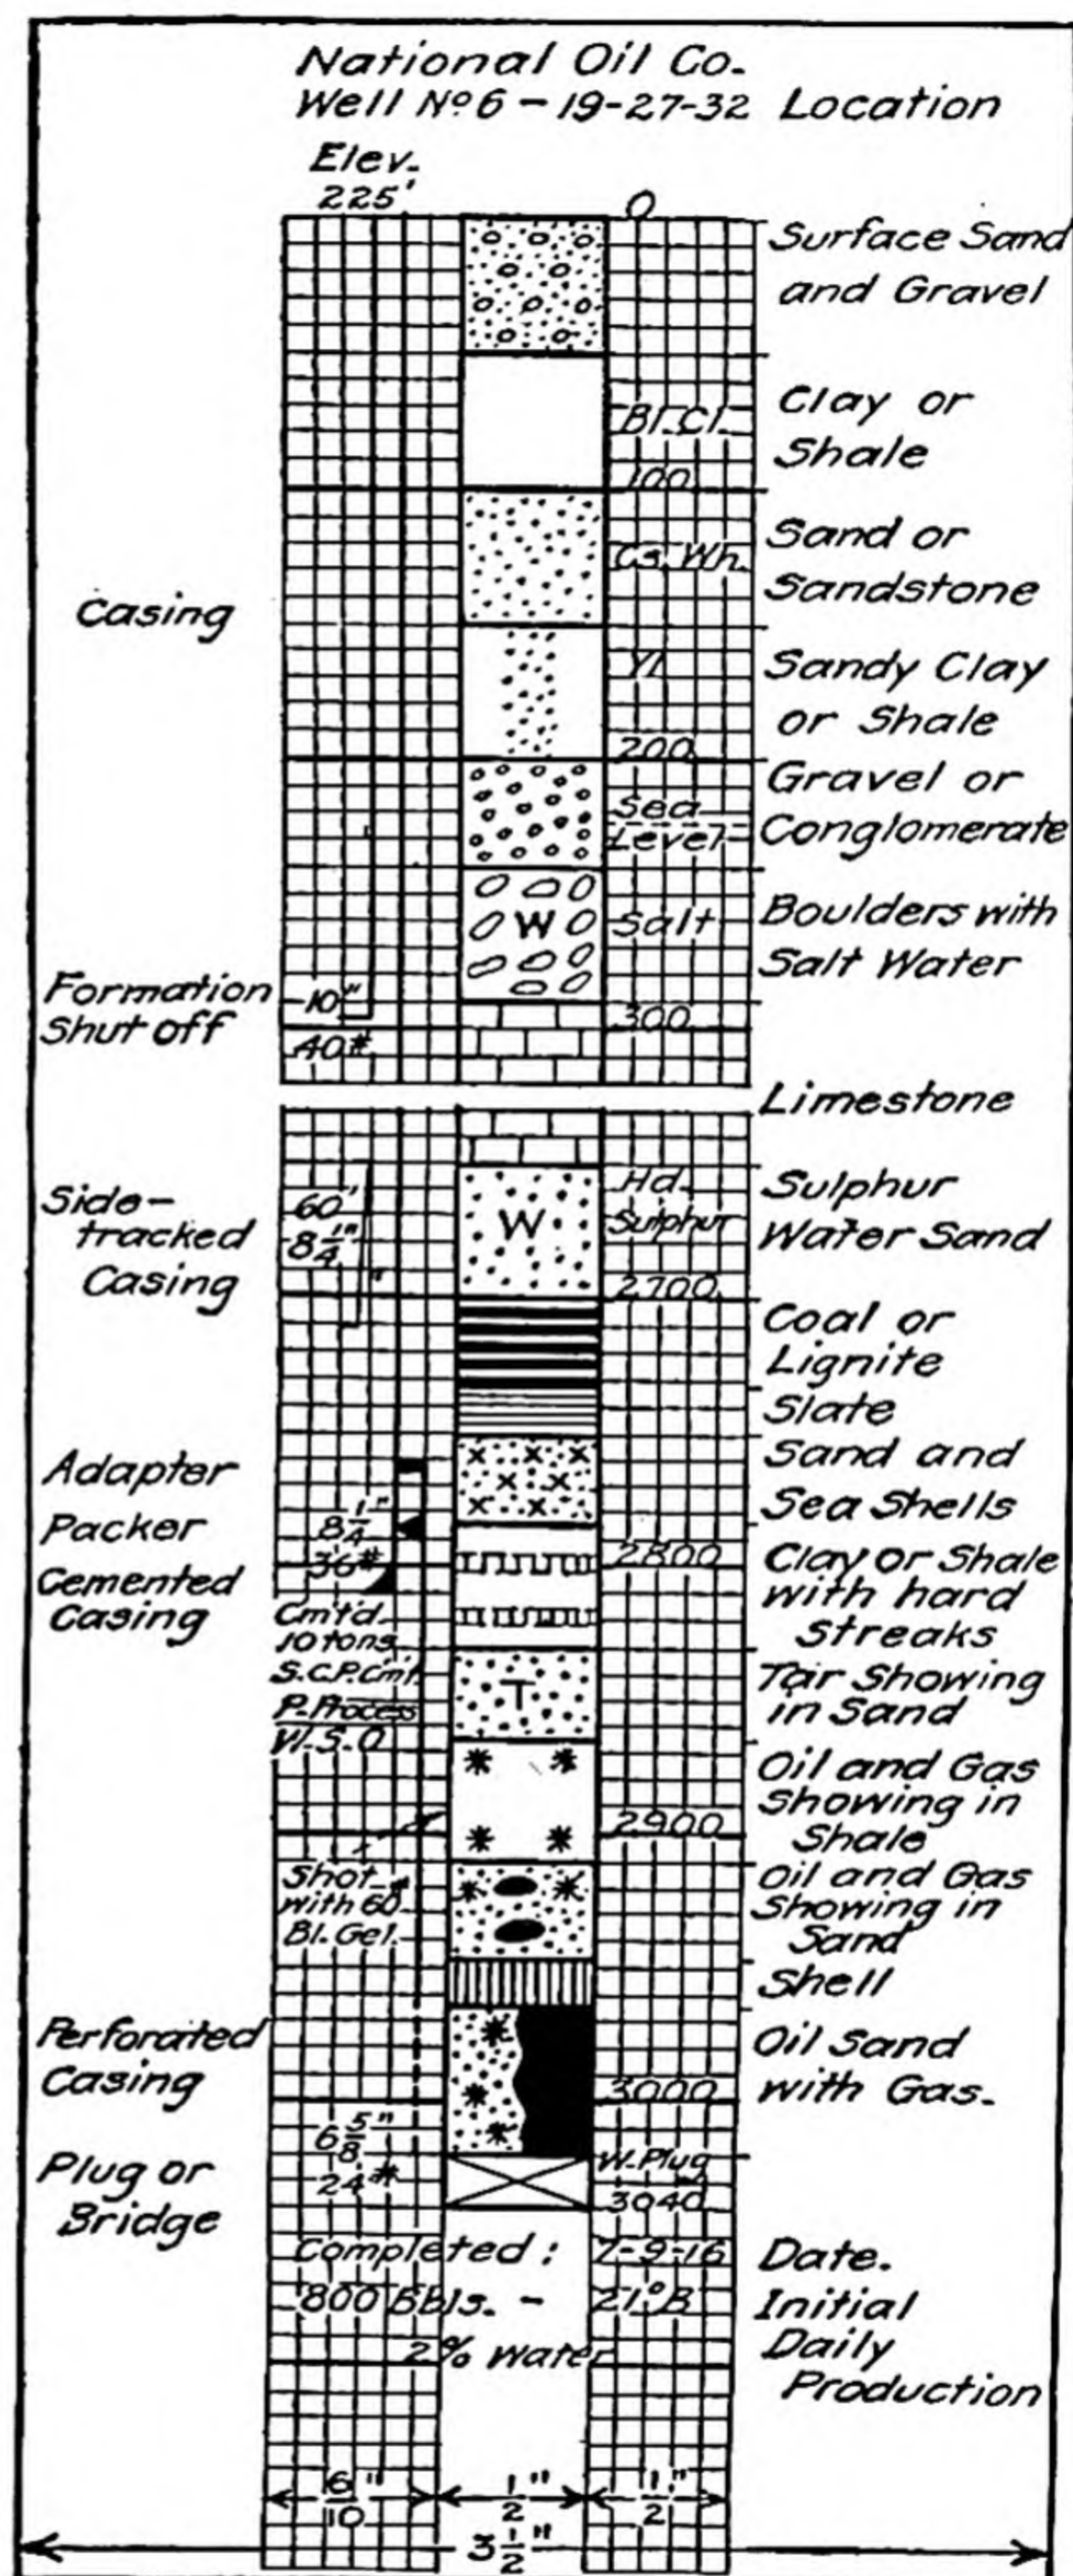 National Oil Co.
Well Nº 6 – 19-27-32 Location
Elev.
225'
0
Surface Sand
and Gravel
Bl. Cl.
Clay or
Shale
100
Cs. Wh.
Sand or
Sandstone
Casing
Yl.
Sandy Clay
or Shale
200
Gravel or
Conglomerate
Sea
Level
W
Salt
Boulders with
Salt Water
Formation
Shut off
10"
40#
300
Limestone
Side-
tracked
Casing
60'
8 1/4"
W
Hd.
Sulphur
Sulphur
Water Sand
2700
Coal or
Lignite
Slate
Sand and
Sea Shells
Adapter
Packer
Cemented
Casing
8 1/4"
36#
2800
Clay or Shale
with hard
streaks
Cmt'd.
10 tons
S.C.P. Cmt.
P. Process
W.S.O.
T
Tar Showing
in Sand
Oil and Gas
Showing in
Shale
2900
Shot
with 60#
Bl. Gel.
Oil and Gas
Showing in
Sand
Shell
Perforated
Casing
Oil Sand
with Gas.
3000
6 5/8"
24#
Plug or
Bridge
W. Plug
3040
Completed : 7-9-16 Date.
800 Bbls. – 21°B
2% Water
Initial
Daily
Production
6/10" 1/2" 1/2"
3 1/2"